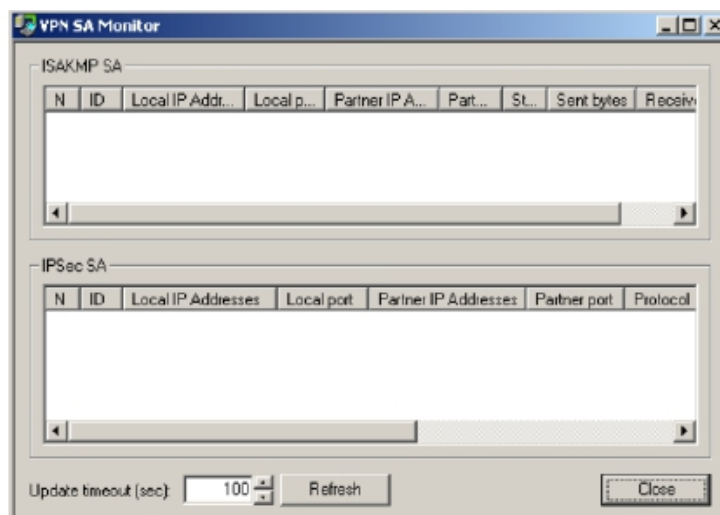 VPN SA Monitor
ISAKMP SA
N ID Local IP Addr... Local p... Partner IP A... Part... St... Sent bytes Receiv
IPSec SA
N ID Local IP Addresses Local port Partner IP Addresses Partner port Protocol
Update timeout (sec): 100 Refresh Close